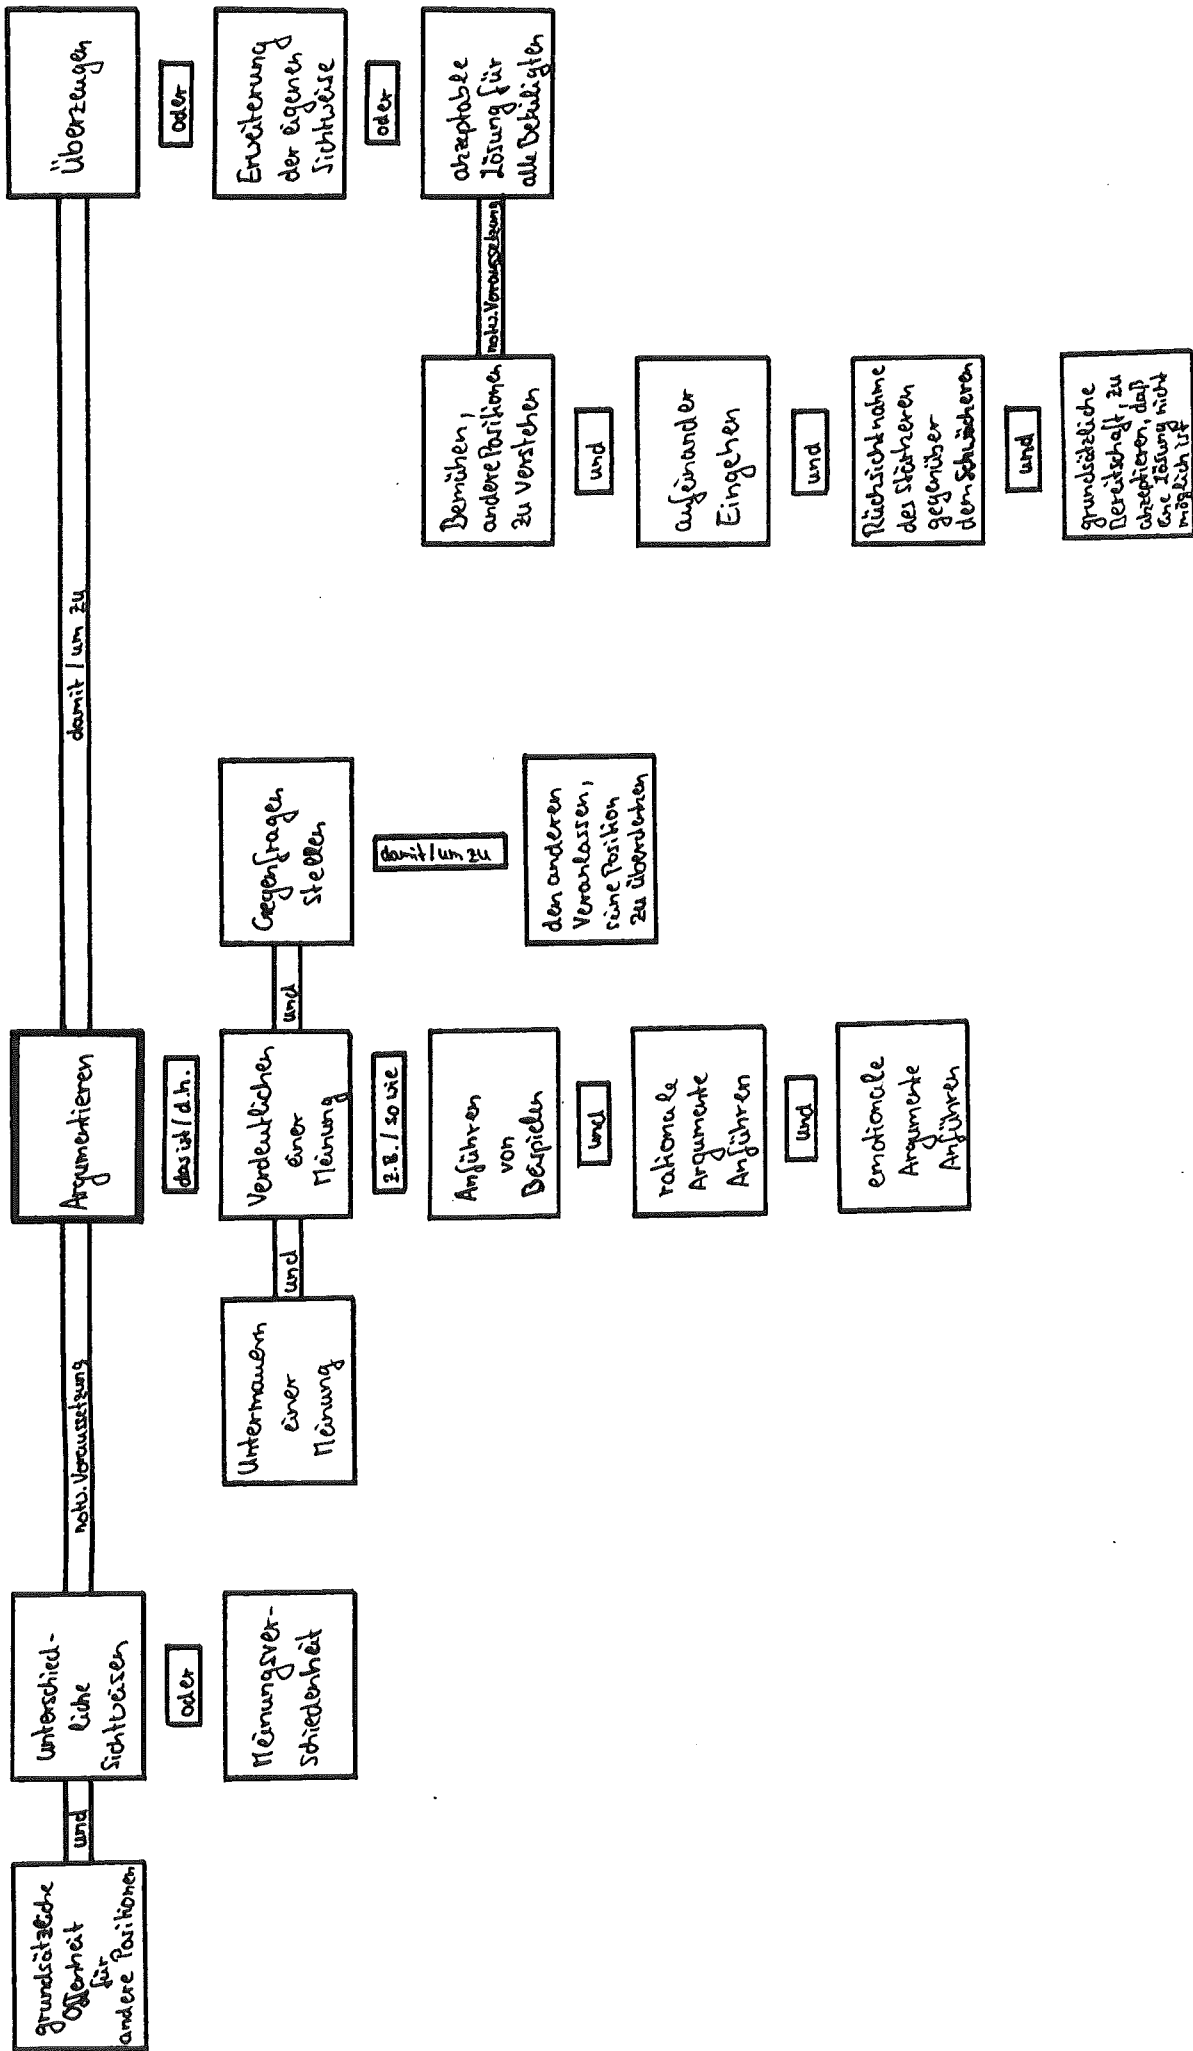 grundsätzliche
Offenheit
für
andere Positionen
und
unterschied-
liche
Sichtweisen
oder
Meinungsver-
schiedenheit
notw. Voraussetzung
Argumentieren
das ist / d.h.
Untermauern
einer
Meinung
und
Verdeutlichen
einer
Meinung
und
Gegenfragen
stellen
z.B. / so wie
Anführen
von
Beispielen
und
rationale
Argumente
Anführen
und
emotionale
Argumente
Anführen
damit / um zu
den anderen
veranlassen,
seine Position
zu überdenken
damit / um zu
Überzeugen
oder
Erweiterung
der eigenen
Sichtweise
oder
akzeptable
Lösung für
alle Beteiligten
notw. Voraussetzung
Bemühen,
andere Positionen
zu verstehen
und
aufeinander
Eingehen
und
Rücksichtnahme
des Stärkeren
gegenüber
dem Schwächeren
und
grundsätzliche
Bereitschaft, zu
akzeptieren, daß
eine Lösung nicht
möglich ist